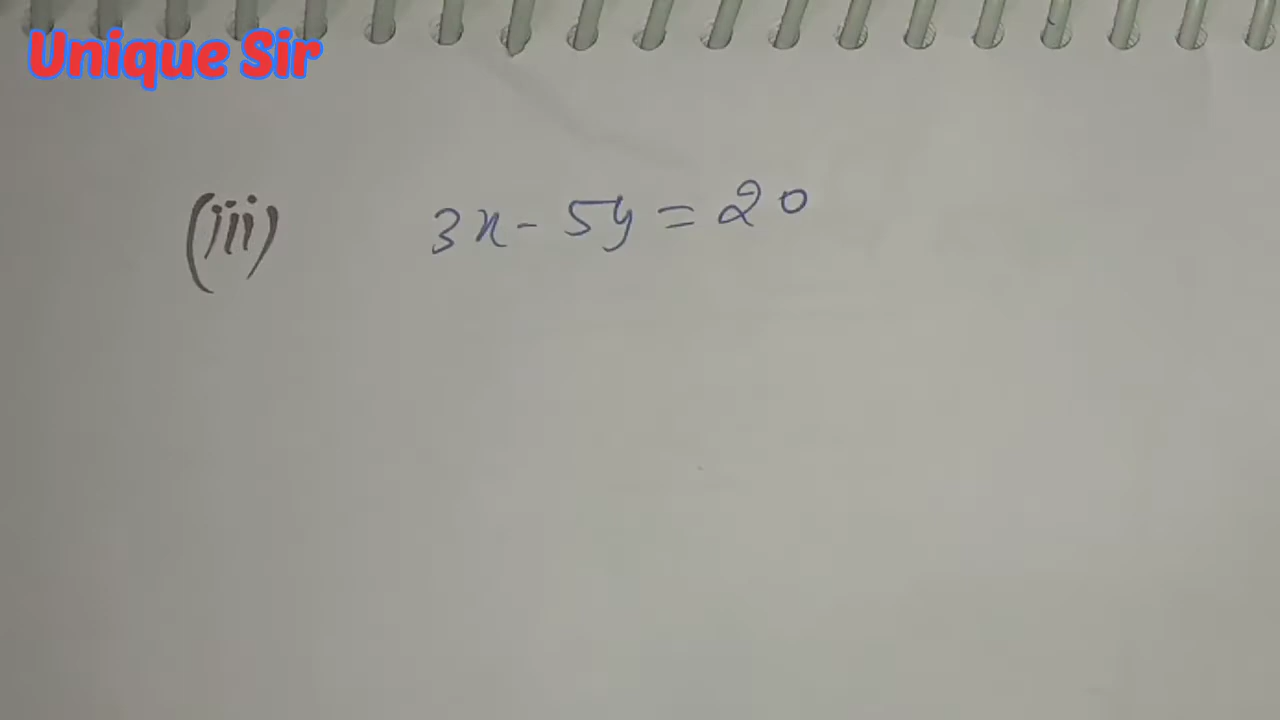 Unique Sir
(iii) 3x - 5y = 20